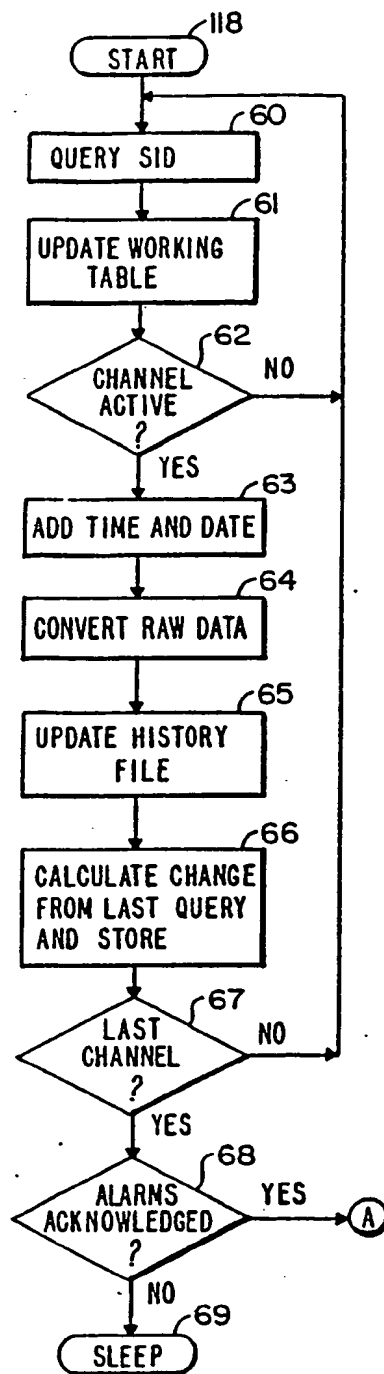 118
START
60
QUERY SID
61
UPDATE WORKING
TABLE
62
CHANNEL
ACTIVE
?
NO
YES
63
ADD TIME AND DATE
64
CONVERT RAW DATA
65
UPDATE HISTORY
FILE
66
CALCULATE CHANGE
FROM LAST QUERY
AND STORE
67
LAST
CHANNEL
?
NO
YES
68
ALARMS
ACKNOWLEDGED
?
YES
A
NO
69
SLEEP